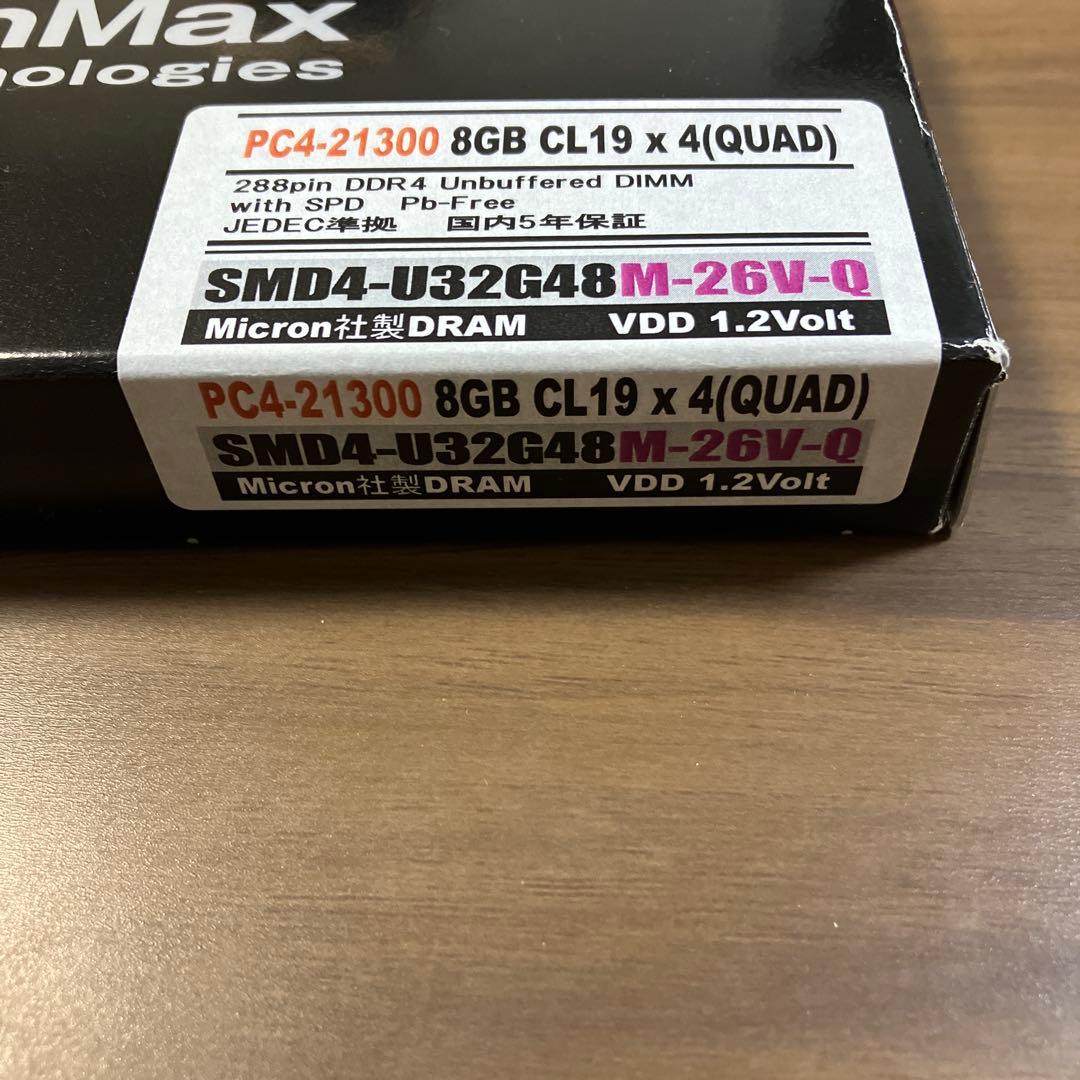 nMax
nologies
PC4-21300 8GB CL19 x 4(QUAD)
288pin DDR4 Unbuffered DIMM
with SPD Pb-Free
JEDEC準拠 国内5年保証
SMD4-U32G48M-26V-Q
Micron社製DRAM VDD 1.2Volt
PC4-21300 8GB CL19 x 4(QUAD)
SMD4-U32G48M-26V-Q
Micron社製DRAM VDD 1.2Volt